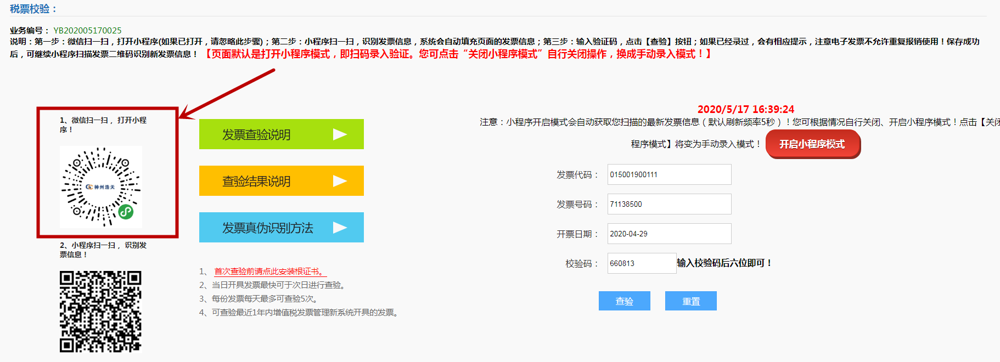 税票校验：
业务编号： YB202005170025
说明：第一步：微信扫一扫，打开小程序(如果已打开，请忽略此步骤)；第二步：小程序扫一扫，识别发票信息，系统会自动填充页面的发票信息；第三步：输入验证码，点击【查验】按钮；如果已经录过，会有相应提示，注意电子发票不允许重复报销使用！保存成功
后，可继续小程序扫描发票二维码识别新发票信息！ 【页面默认是打开小程序模式，即扫码录入验证。您可点击“关闭小程序模式”自行关闭操作，换成手动录入模式！】
1、微信扫一扫， 打开小程
序！
神州浩天
2、小程序扫一扫， 识别发
票信息！
发票查验说明
查验结果说明
发票真伪识别方法
1、 首次查验前请点此安装根证书。
2、当日开具发票最快可于次日进行查验。
3、每份发票每天最多可查验5次。
4、可查验最近1年内增值税发票管理新系统开具的发票。
2020/5/17 16:39:24
注意：小程序开启模式会自动获取您扫描的最新发票信息（默认刷新频率5秒）！您可根据情况自行关闭、开启小程序模式！点击【关闭
程序模式】将变为手动录入模式！ 开启小程序模式
发票代码： 015001900111
发票号码： 71138500
开票日期： 2020-04-29
校验码： 660813 输入校验码后六位即可！
查验 重置